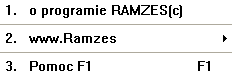 1. o programie RAMZES(c)
2. www.Ramzes
3. Pomoc F1 F1